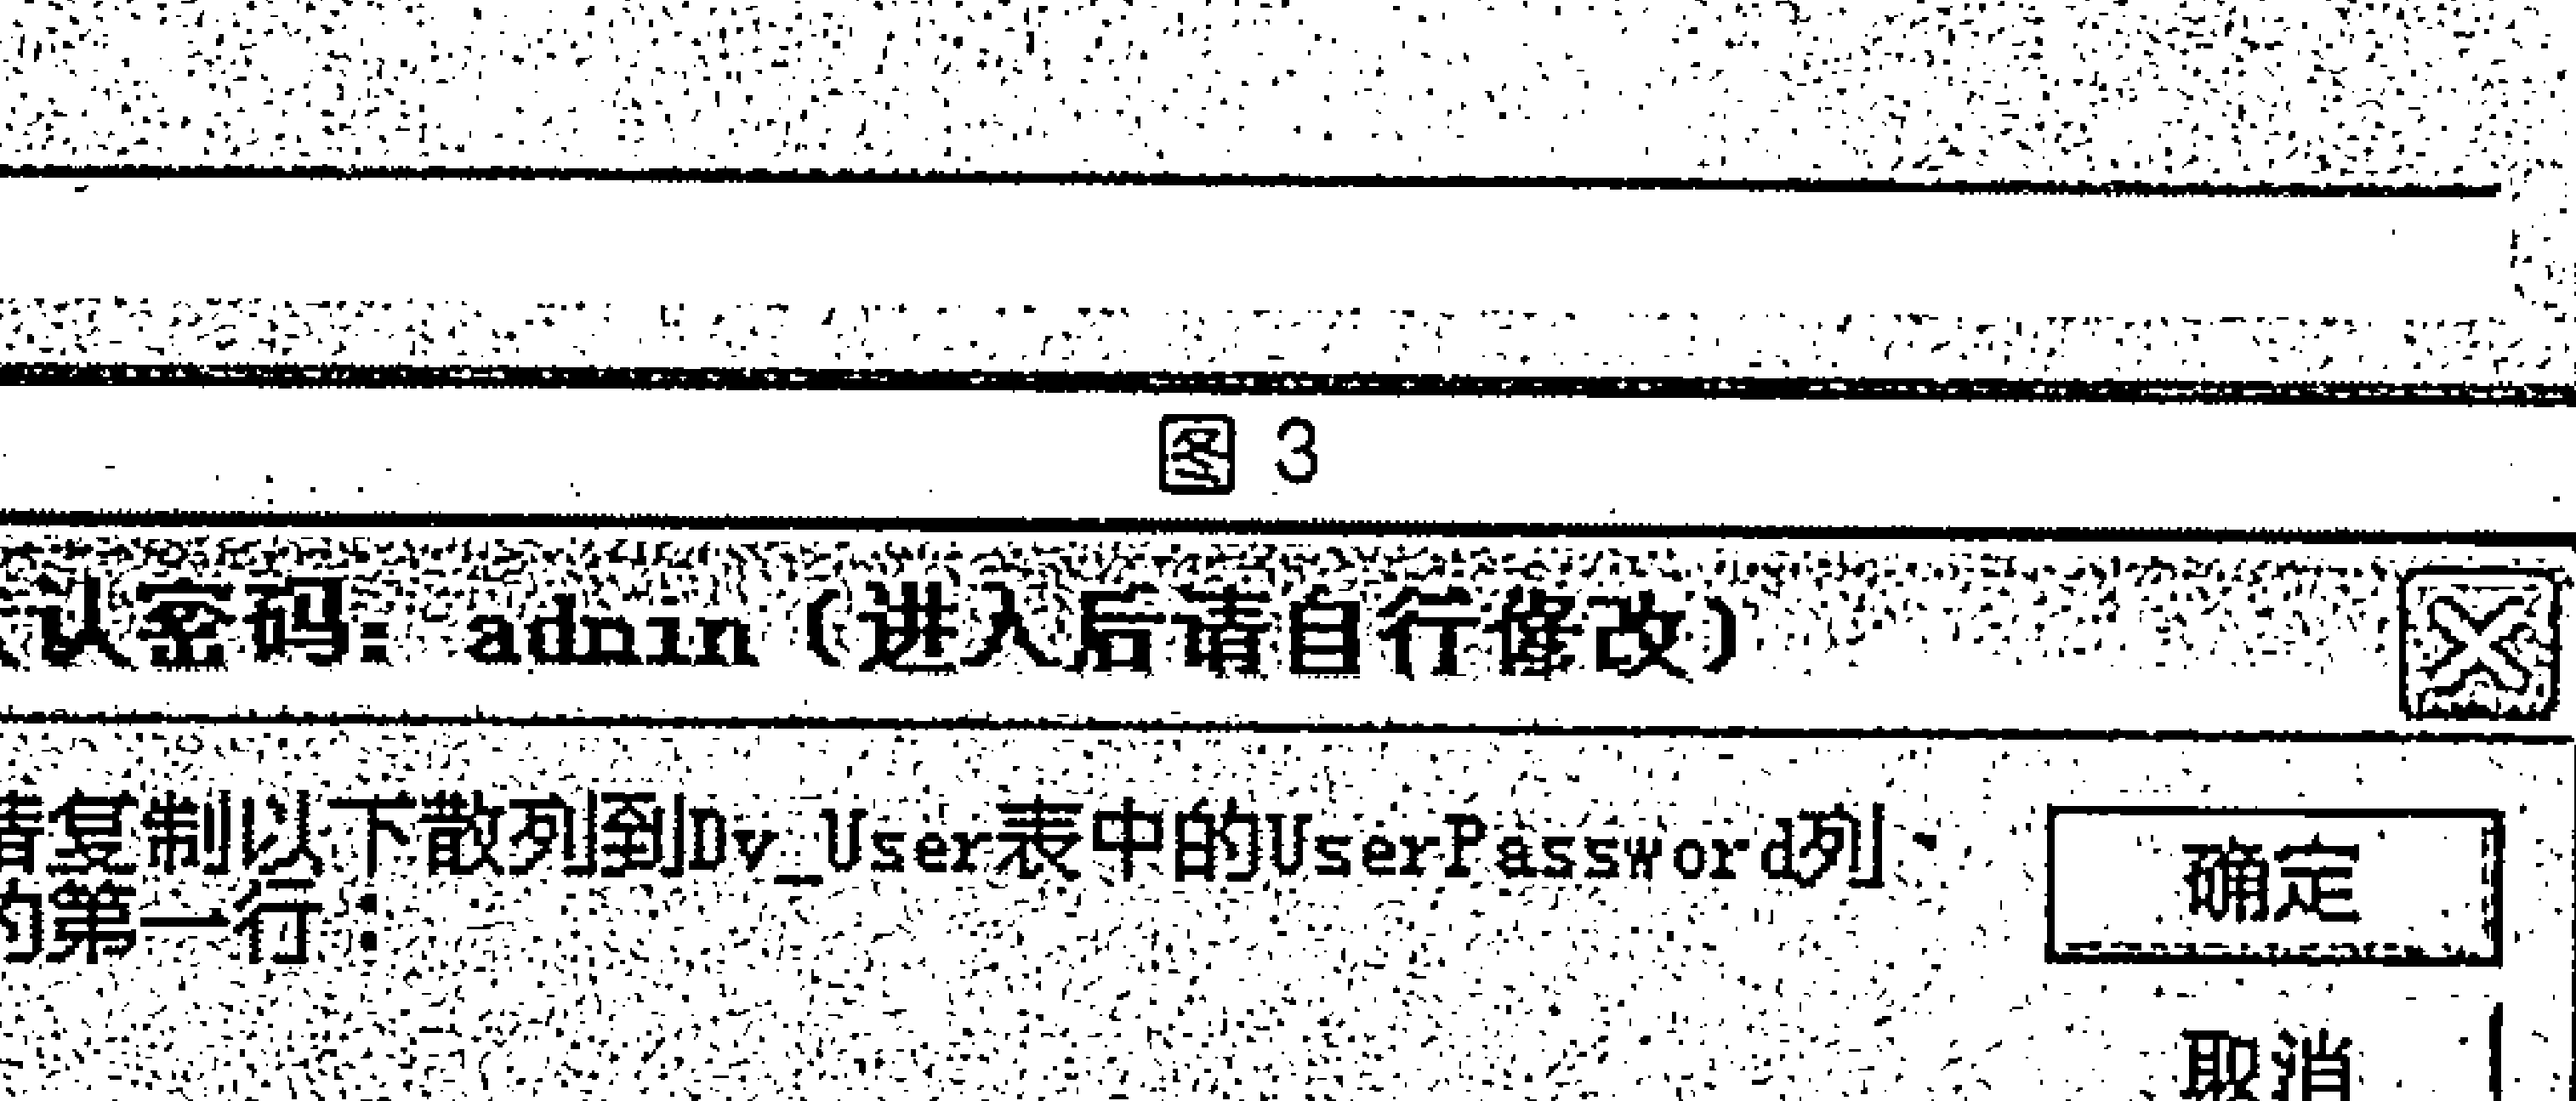 图 3
认密码：admin（进入后请自行修改）
请复制以下散列到Dv_User表中的UserPassword列
的第一行：
确定
取消